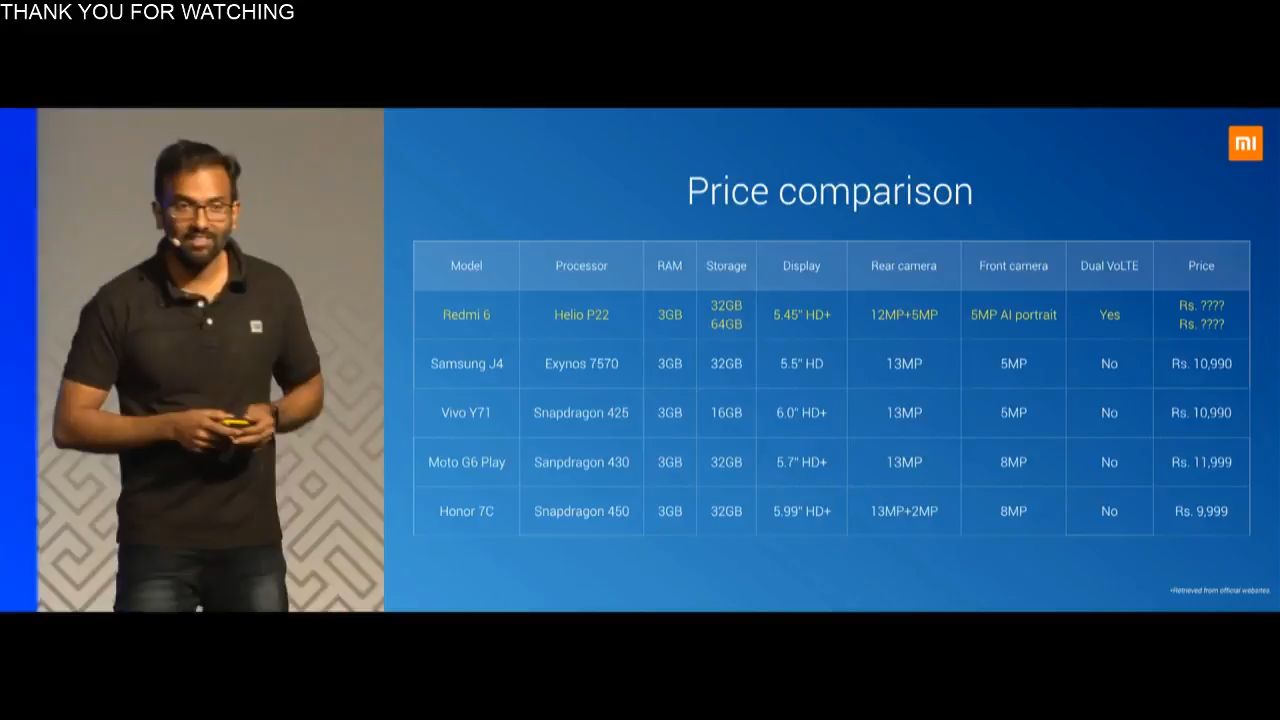 THANK YOU FOR WATCHING
mi
Price comparison
Model Processor RAM Storage Display Rear camera Front camera Dual VoLTE Price
Redmi 6 Helio P22 3GB 32GB 64GB 5.45" HD+ 12MP+5MP 5MP AI portrait Yes Rs. ???? Rs. ????
Samsung J4 Exynos 7570 3GB 32GB 5.5" HD 13MP 5MP No Rs. 10,990
Vivo Y71 Snapdragon 425 3GB 16GB 6.0" HD+ 13MP 5MP No Rs. 10,990
Moto G6 Play Sanpdragon 430 3GB 32GB 5.7" HD+ 13MP 8MP No Rs. 11,999
Honor 7C Snapdragon 450 3GB 32GB 5.99" HD+ 13MP+2MP 8MP No Rs. 9,999
*Retrieved from official websites.